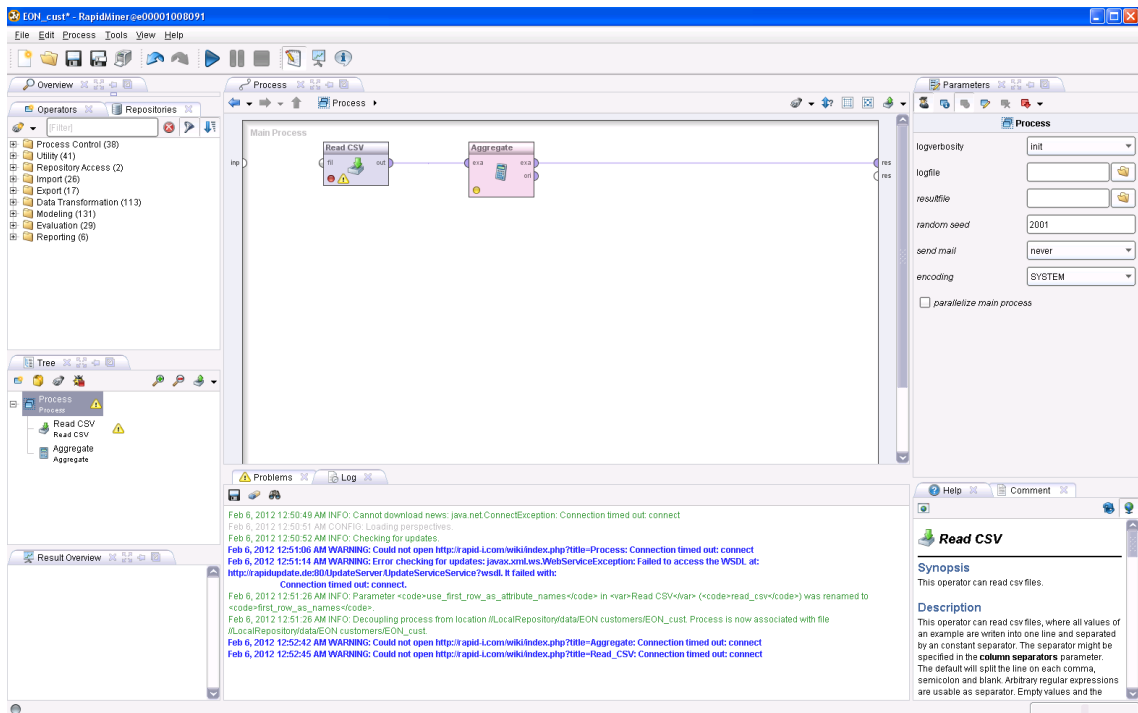 EON_cust* - RapidMiner@e00001008091
File Edit Process Tools View Help
Overview
Operators Repositories
[Filter]
Process Control (38)
Utility (41)
Repository Access (2)
Import (26)
Export (17)
Data Transformation (113)
Modeling (131)
Evaluation (29)
Reporting (6)
Tree
Process
Process
Read CSV
Read CSV
Aggregate
Aggregate
Result Overview
Process
Process
Main Process
inp
Read CSV
fil out
Aggregate
exa exa
ori
res
res
Problems Log
Feb 6, 2012 12:50:49 AM INFO: Cannot download news: java.net.ConnectException: Connection timed out: connect
Feb 6, 2012 12:50:51 AM CONFIG: Loading perspectives.
Feb 6, 2012 12:50:52 AM INFO: Checking for updates.
Feb 6, 2012 12:51:06 AM WARNING: Could not open http://rapid-i.com/wiki/index.php?title=Process: Connection timed out: connect
Feb 6, 2012 12:51:14 AM WARNING: Error checking for updates: javax.xml.ws.WebServiceException: Failed to access the WSDL at:
http://rapidupdate.de:80/UpdateServer/UpdateServiceService?wsdl. It failed with:
Connection timed out: connect.
Feb 6, 2012 12:51:26 AM INFO: Parameter <code>use_first_row_as_attribute_names</code> in <var>Read CSV</var> (<code>read_csv</code>) was renamed to
<code>first_row_as_names</code>.
Feb 6, 2012 12:51:26 AM INFO: Decoupling process from location //LocalRepository/data/EON customers/EON_cust. Process is now associated with file
//LocalRepository/data/EON customers/EON_cust.
Feb 6, 2012 12:52:42 AM WARNING: Could not open http://rapid-i.com/wiki/index.php?title=Aggregate: Connection timed out: connect
Feb 6, 2012 12:52:45 AM WARNING: Could not open http://rapid-i.com/wiki/index.php?title=Read_CSV: Connection timed out: connect
Parameters
Process
logverbosity init
logfile
resultfile
random seed 2001
send mail never
encoding SYSTEM
parallelize main process
Help Comment
Read CSV
Synopsis
This operator can read csv files.
Description
This operator can read csv files, where all values of
an example are writen into one line and separated
by an constant separator. The separator might be
specified in the column separators parameter.
The default will split the line on each comma,
semicolon and blank. Arbitrary regular expressions
are usable as separator. Empty values and the